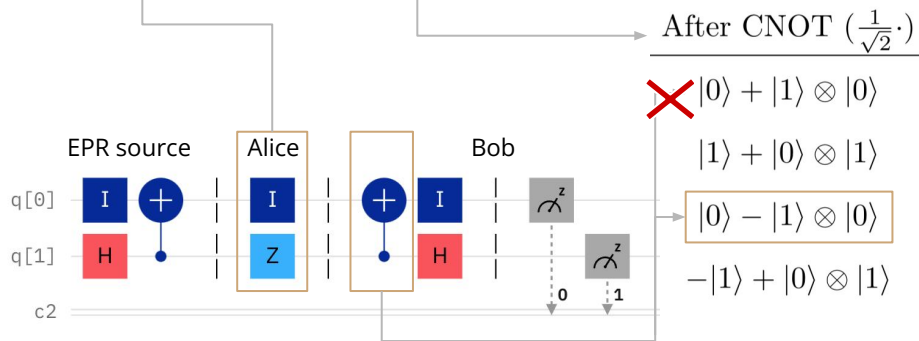 After CNOT (1/√2 ·)
|0⟩ + |1⟩ ⊗ |0⟩
|1⟩ + |0⟩ ⊗ |1⟩
|0⟩ − |1⟩ ⊗ |0⟩
−|1⟩ + |0⟩ ⊗ |1⟩
EPR source Alice Bob
q[0] I + I + I z
q[1] H Z H z
c2 0 1